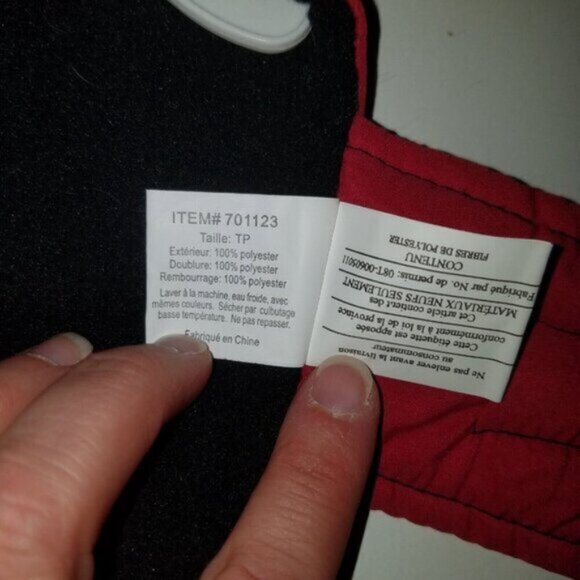 ITEM# 701123
Taille: TP
Extérieur: 100% polyester
Doublure: 100% polyester
Rembourrage: 100% polyester
Laver à la machine, eau froide, avec
mêmes couleurs. Sécher par culbutage
basse température. Ne pas repasser.
Fabriqué en Chine
Ne pas enlever avant la livraison
au consommateur
Cette étiquette est apposée
conformément à la loi de la province
Cet article contient des
MATÉRIAUX NEUFS SEULEMENT
Fabriqué par No. de permis: 08T-00605011
CONTENU
FIBRES DE POLYESTER